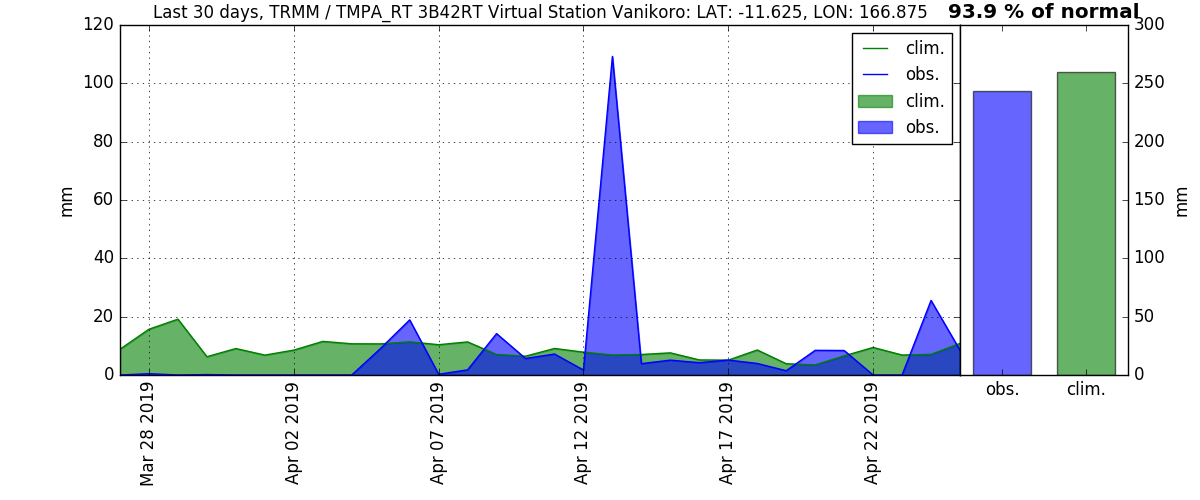 Last 30 days, TRMM / TMPA_RT 3B42RT Virtual Station Vanikoro: LAT: -11.625, LON: 166.875
93.9 % of normal
120
100
80
60
40
20
0
mm
clim.
obs.
clim.
obs.
Mar 28 2019
Apr 02 2019
Apr 07 2019
Apr 12 2019
Apr 17 2019
Apr 22 2019
300
250
200
150
100
50
0
mm
obs.
clim.